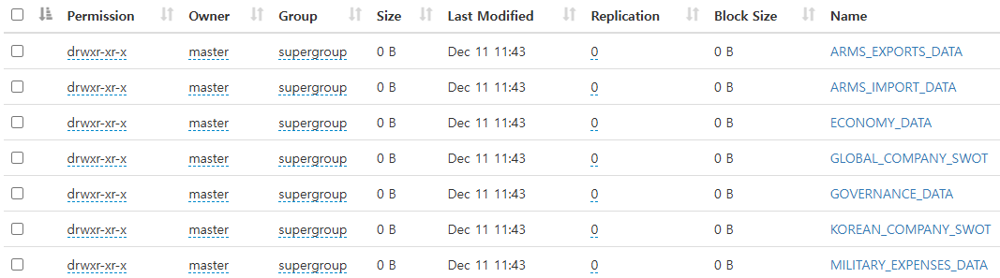 Permission Owner Group Size Last Modified Replication Block Size Name
drwxr-xr-x master supergroup 0 B Dec 11 11:43 0 0 B ARMS_EXPORTS_DATA
drwxr-xr-x master supergroup 0 B Dec 11 11:43 0 0 B ARMS_IMPORT_DATA
drwxr-xr-x master supergroup 0 B Dec 11 11:43 0 0 B ECONOMY_DATA
drwxr-xr-x master supergroup 0 B Dec 11 11:43 0 0 B GLOBAL_COMPANY_SWOT
drwxr-xr-x master supergroup 0 B Dec 11 11:43 0 0 B GOVERNANCE_DATA
drwxr-xr-x master supergroup 0 B Dec 11 11:43 0 0 B KOREAN_COMPANY_SWOT
drwxr-xr-x master supergroup 0 B Dec 11 11:43 0 0 B MILITARY_EXPENSES_DATA